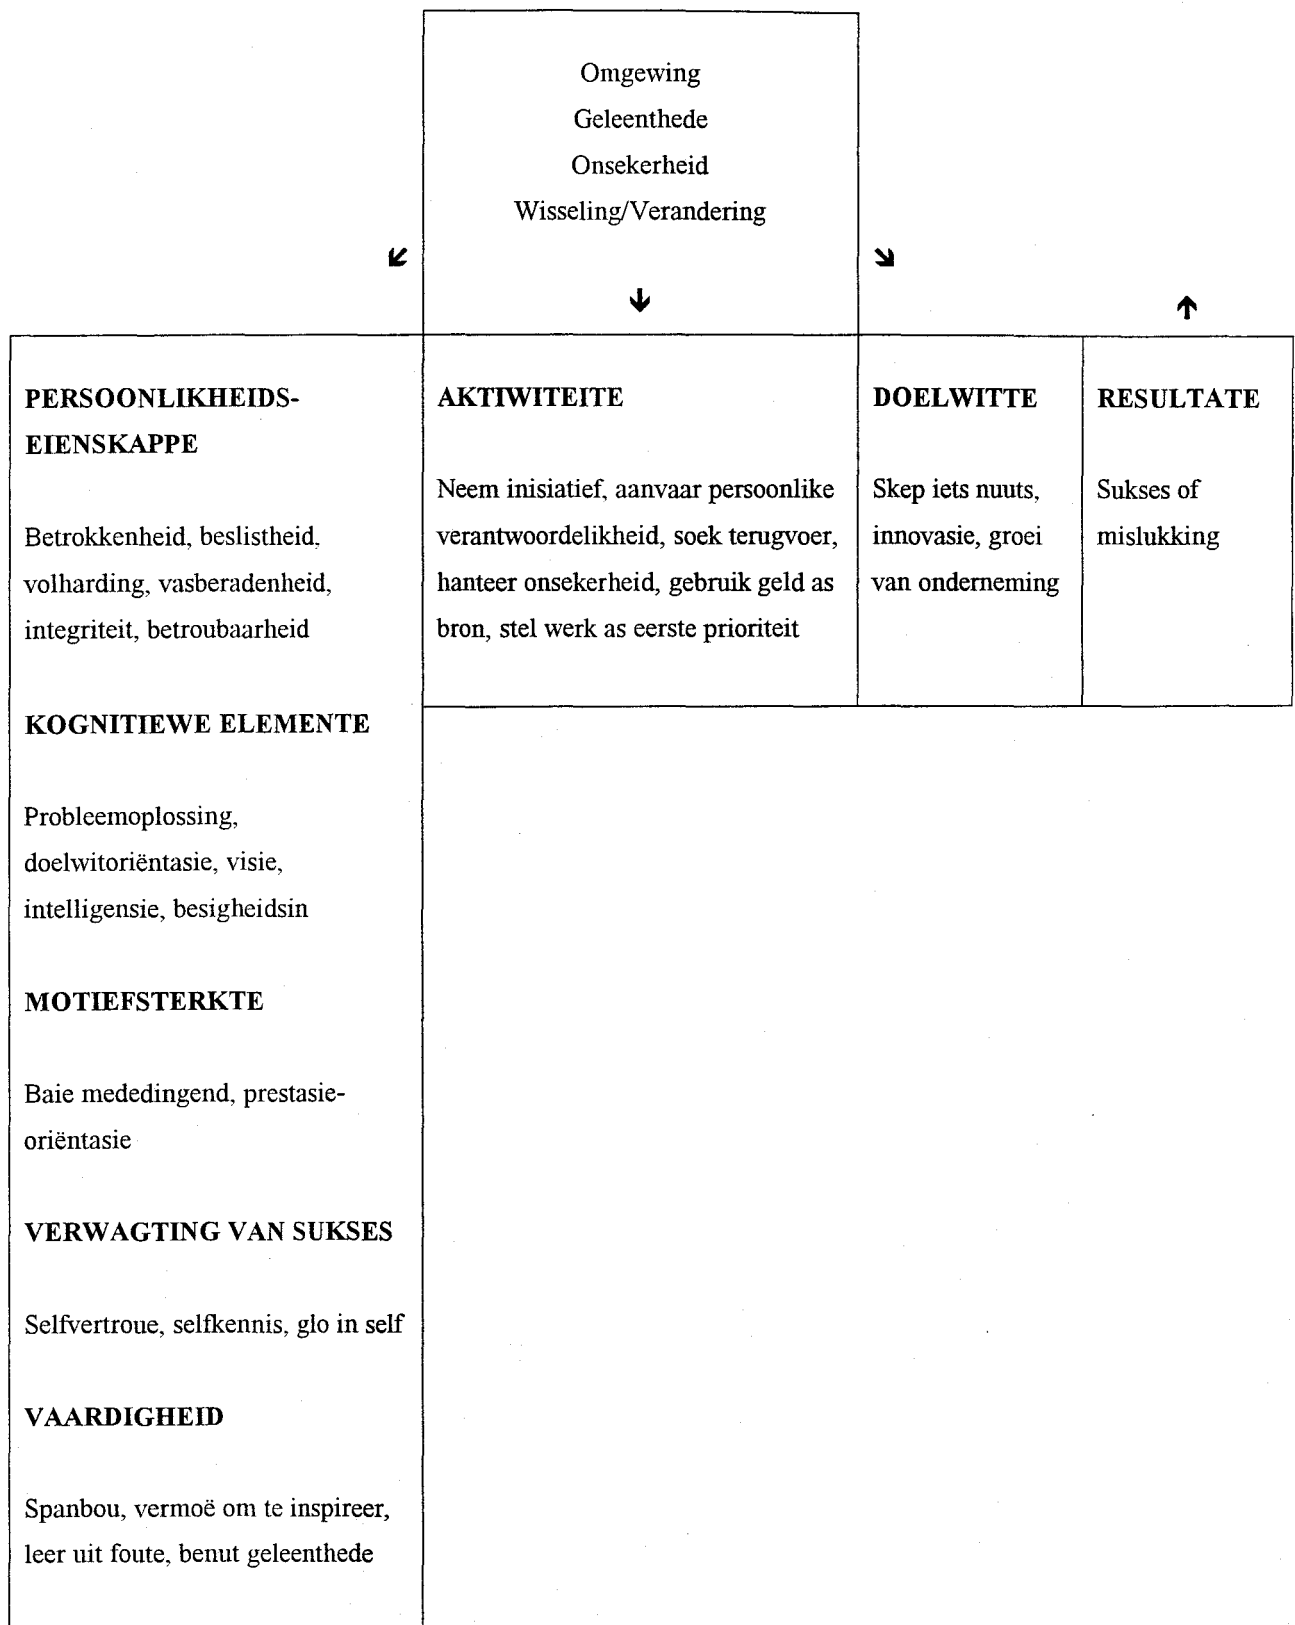 Omgewing
Geleenthede
Onsekerheid
Wisseling/Verandering
PERSOONLIKHEIDS-
EIENSKAPPE
Betrokkenheid, beslistheid,
volharding, vasberadenheid,
integriteit, betroubaarheid
KOGNITIEWE ELEMENTE
Probleemoplossing,
doelwitoriëntasie, visie,
intelligensie, besigheidsin
MOTIEFSTERKTE
Baie mededingend, prestasie-
oriëntasie
VERWAGTING VAN SUKSES
Selfvertroue, selfkennis, glo in self
VAARDIGHEID
Spanbou, vermoë om te inspireer,
leer uit foute, benut geleenthede
AKTIWITEITE
Neem inisiatief, aanvaar persoonlike
verantwoordelikheid, soek terugvoer,
hanteer onsekerheid, gebruik geld as
bron, stel werk as eerste prioriteit
DOELWITTE
Skep iets nuuts,
innovasie, groei
van onderneming
RESULTATE
Sukses of
mislukking